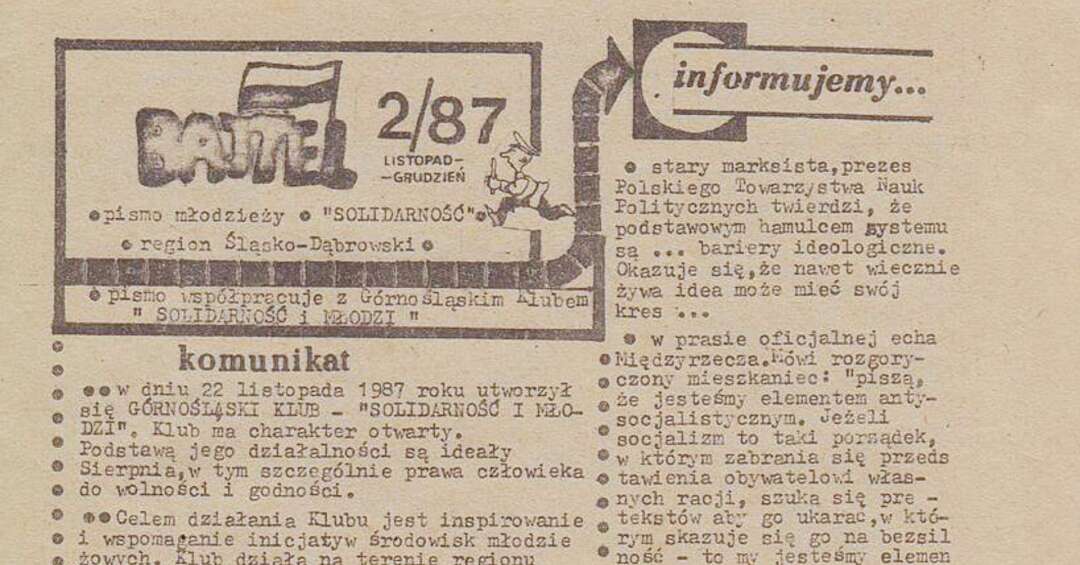 BAJTEL
2/87
LISTOPAD-
-GRUDZIEŃ
• pismo młodzieży • "SOLIDARNOŚĆ" •
• region Śląsko-Dąbrowski •
• pismo współpracuje z Górnośląskim Klubem
" SOLIDARNOŚĆ i MŁODZI "
komunikat
•• w dniu 22 listopada 1987 roku utworzył
się GÓRNOŚLĄSKI KLUB - "SOLIDARNOŚĆ I MŁO-
DZI". Klub ma charakter otwarty.
Podstawą jego działalności są ideały
Sierpnia,w tym szczególnie prawa człowieka
do wolności i godności.
•• Celem działania Klubu jest inspirowanie
i wspomaganie inicjatyw środowisk młodzie
żowych. Klub działa na terenie regionu
informujemy...
• stary marksista,prezes
Polskiego Towarzystwa Nauk
Politycznych twierdzi, że
podstawowym hamulcem systemu
są ... bariery ideologiczne.
Okazuje się,że nawet wiecznie
żywa idea może mieć swój
kres ...
• w prasie oficjalnej echa
Międzyrzecza.Mówi rozgory-
czony mieszkaniec: "piszą,
że jesteśmy elementem anty-
socjalistycznym. Jeżeli
socjalizm to taki porządek,
w którym zabrania się przeds
tawienia obywatelowi włas-
nych racji, szuka się pre -
tekstów aby go ukarać,w któ-
rym skazuje się go na bezsil
ność - to my jesteśmy elemen